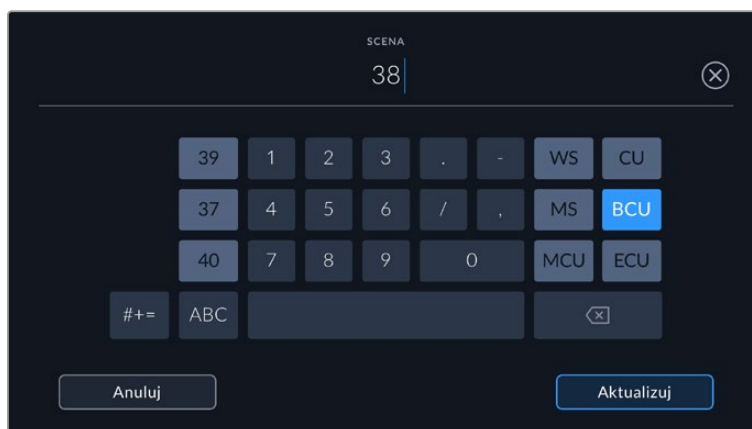 SCENA
38
39 1 2 3 . - WS CU
37 4 5 6 / , MS BCU
40 7 8 9 0 MCU ECU
#+= ABC
Anuluj Aktualizuj